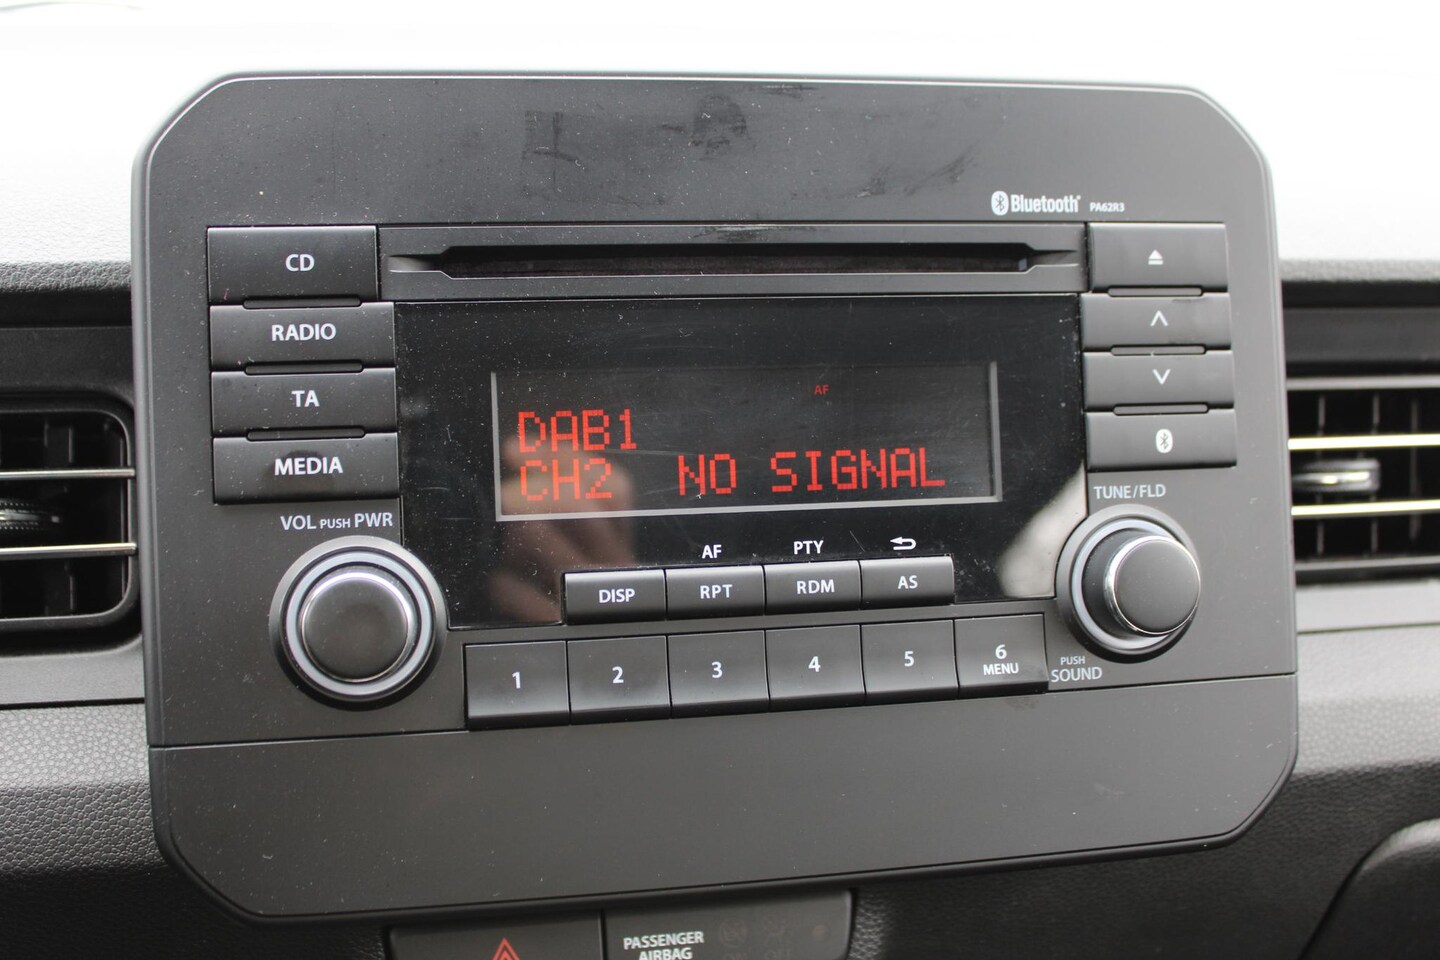 Bluetooth® PA62R3
CD
RADIO
TA
MEDIA
AF
DAB1
CH2 NO SIGNAL
VOL PUSH PWR
TUNE/FLD
AF PTY
DISP RPT RDM AS
1 2 3 4 5 6
MENU
PUSH
SOUND
PASSENGER
AIRBAG